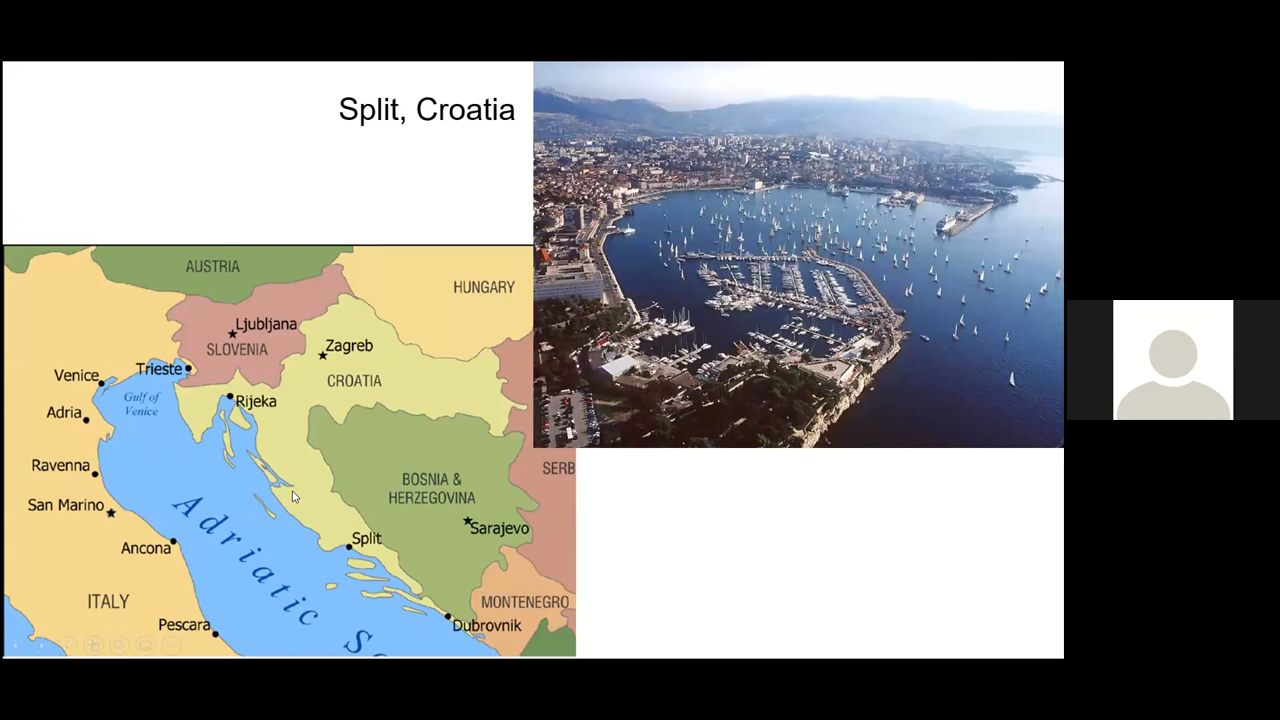 Split, Croatia
AUSTRIA
HUNGARY
Ljubljana
SLOVENIA
Zagreb
CROATIA
Trieste
Venice
Gulf of
Venice
Rijeka
Adria
Ravenna
SERB
BOSNIA &
HERZEGOVINA
San Marino
Sarajevo
Split
Ancona
Adriatic Se
ITALY
MONTENEGRO
Pescara
Dubrovnik